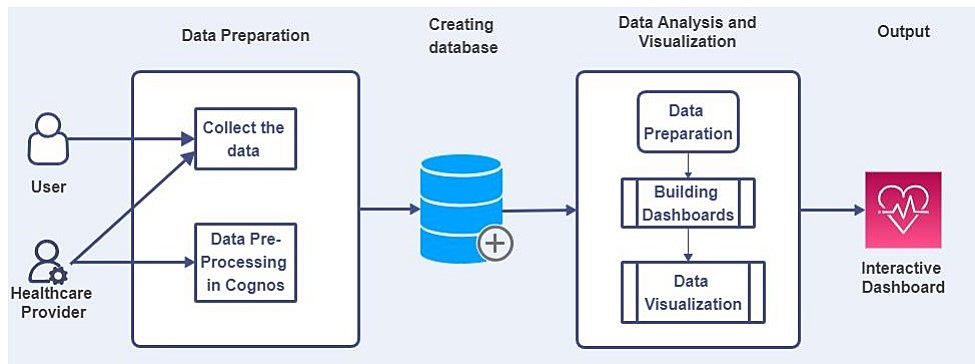 Data Preparation
Creating
database
Data Analysis and
Visualization
Output
User
Healthcare
Provider
Collect the
data
Data Pre-
Processing
in Cognos
Data
Preparation
Building
Dashboards
Data
Visualization
Interactive
Dashboard